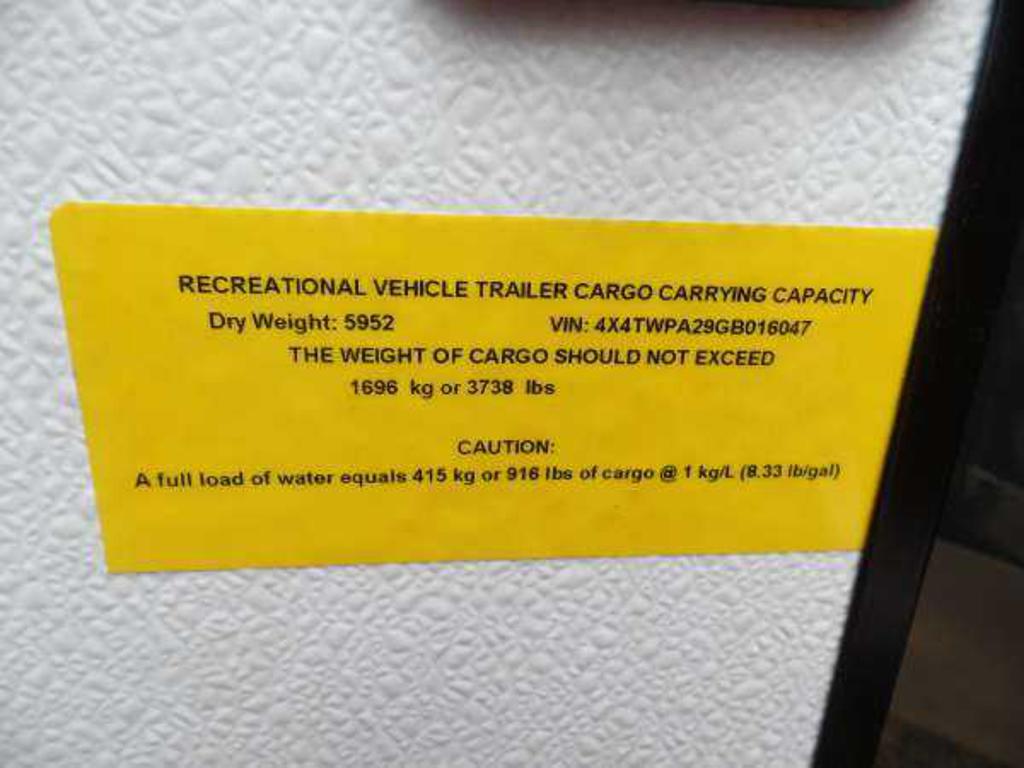 RECREATIONAL VEHICLE TRAILER CARGO CARRYING CAPACITY
Dry Weight: 5952 VIN: 4X4TWPA29GB016047
THE WEIGHT OF CARGO SHOULD NOT EXCEED
1696 kg or 3738 lbs
CAUTION:
A full load of water equals 415 kg or 916 lbs of cargo @ 1 kg/L (8.33 lb/gal)